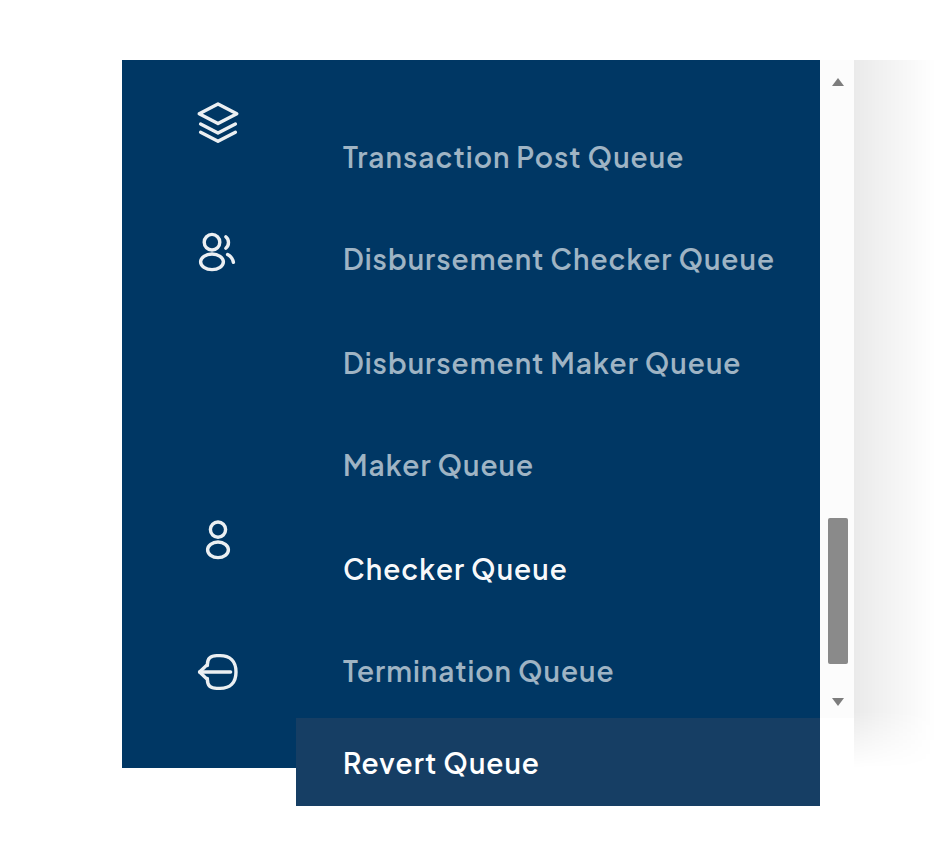 Transaction Post Queue
Disbursement Checker Queue
Disbursement Maker Queue
Maker Queue
Checker Queue
Termination Queue
Revert Queue